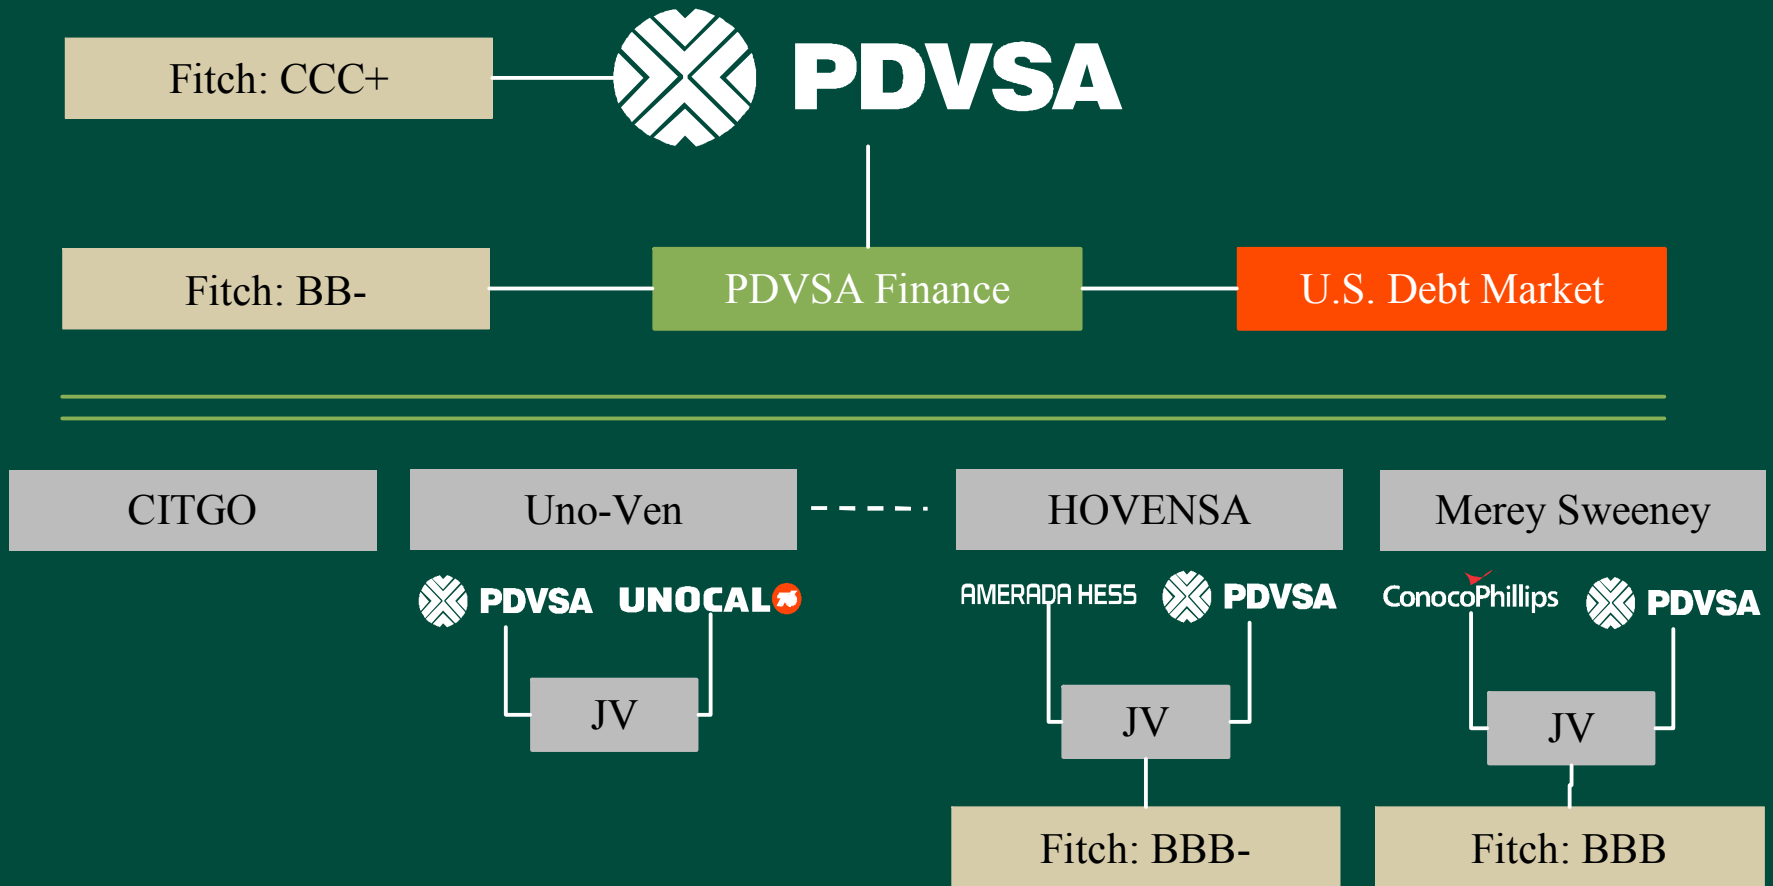 Fitch: CCC+
PDVSA
Fitch: BB-
PDVSA Finance
U.S. Debt Market
CITGO
Uno-Ven
HOVENSA
Merey Sweeney
PDVSA
UNOCAL 76
AMERADA HESS
PDVSA
ConocoPhillips
PDVSA
JV
JV
JV
Fitch: BBB-
Fitch: BBB